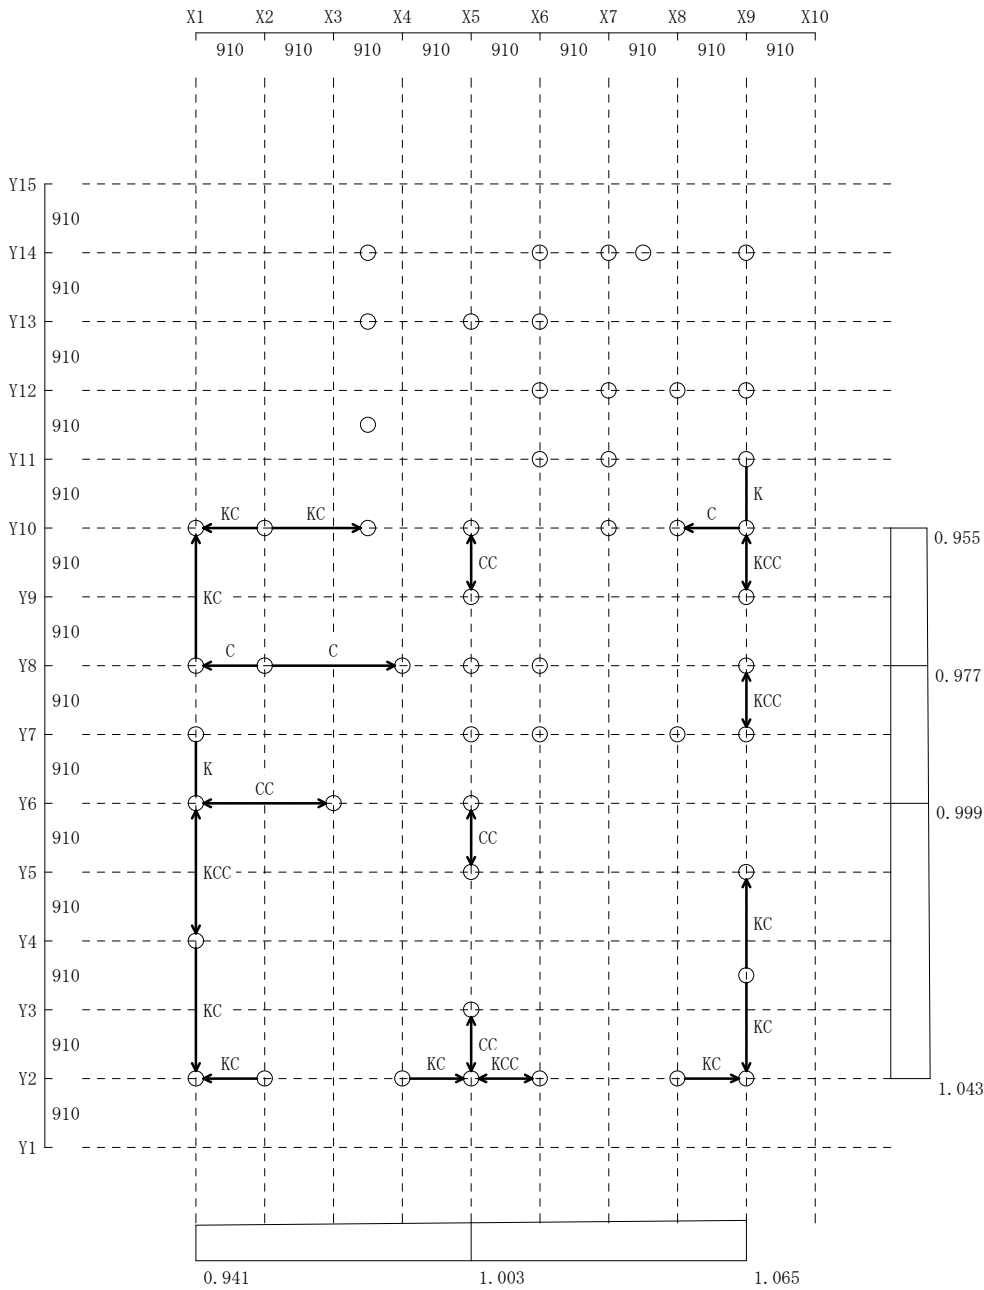 X1 X2 X3 X4 X5 X6 X7 X8 X9 X10
910 910 910 910 910 910 910 910 910
Y15
910
Y14
910
Y13
910
Y12
910
Y11
910 K
Y10 KC KC C
0.955
910 CC KCC
Y9 KC
910
Y8 C C
0.977
910 KCC
Y7
910 K
Y6 CC
0.999
910 CC
Y5 KCC
910 KC
Y4
910
Y3 KC
KC
910 CC
Y2 KC KC KCC KC
1.043
910
Y1
0.941 1.003 1.065